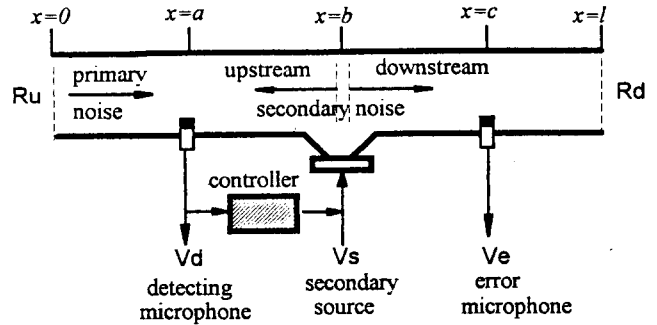 x=0 x=a x=b x=c x=l
primary upstream downstream
Ru Rd
noise secondary noise
controller
Vd Vs Ve
detecting secondary error
microphone source microphone